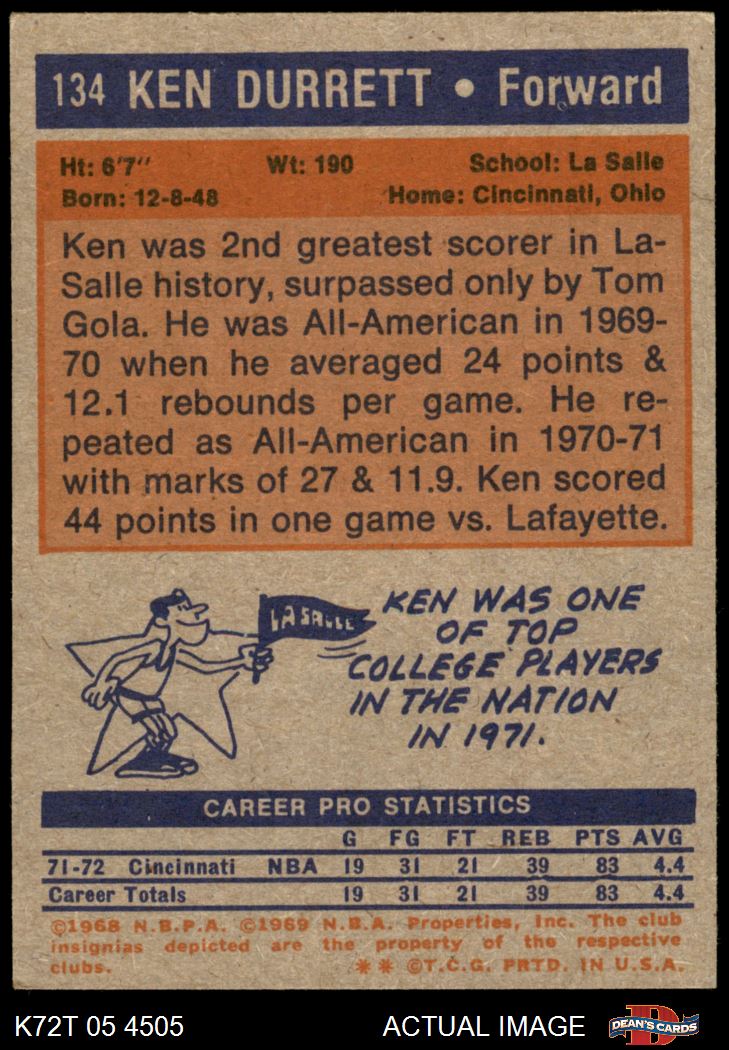 134 KEN DURRETT • Forward
Ht: 6'7" Wt: 190 School: La Salle
Born: 12-8-48 Home: Cincinnati, Ohio
Ken was 2nd greatest scorer in La-
Salle history, surpassed only by Tom
Gola. He was All-American in 1969-
70 when he averaged 24 points &
12.1 rebounds per game. He re-
peated as All-American in 1970-71
with marks of 27 & 11.9. Ken scored
44 points in one game vs. Lafayette.
LA SALLE
KEN WAS ONE
OF TOP
COLLEGE PLAYERS
IN THE NATION
IN 1971.
CAREER PRO STATISTICS
G FG FT REB PTS AVG
71-72 Cincinnati NBA 19 31 21 39 83 4.4
Career Totals 19 31 21 39 83 4.4
©1968 N.B.P.A. ©1969 N.B.A. Properties, Inc. The club
insignias depicted are the property of the respective
clubs. ** ©T.C.G. PRTD. IN U.S.A.
K72T 05 4505 ACTUAL IMAGE D DEAN'S CARDS